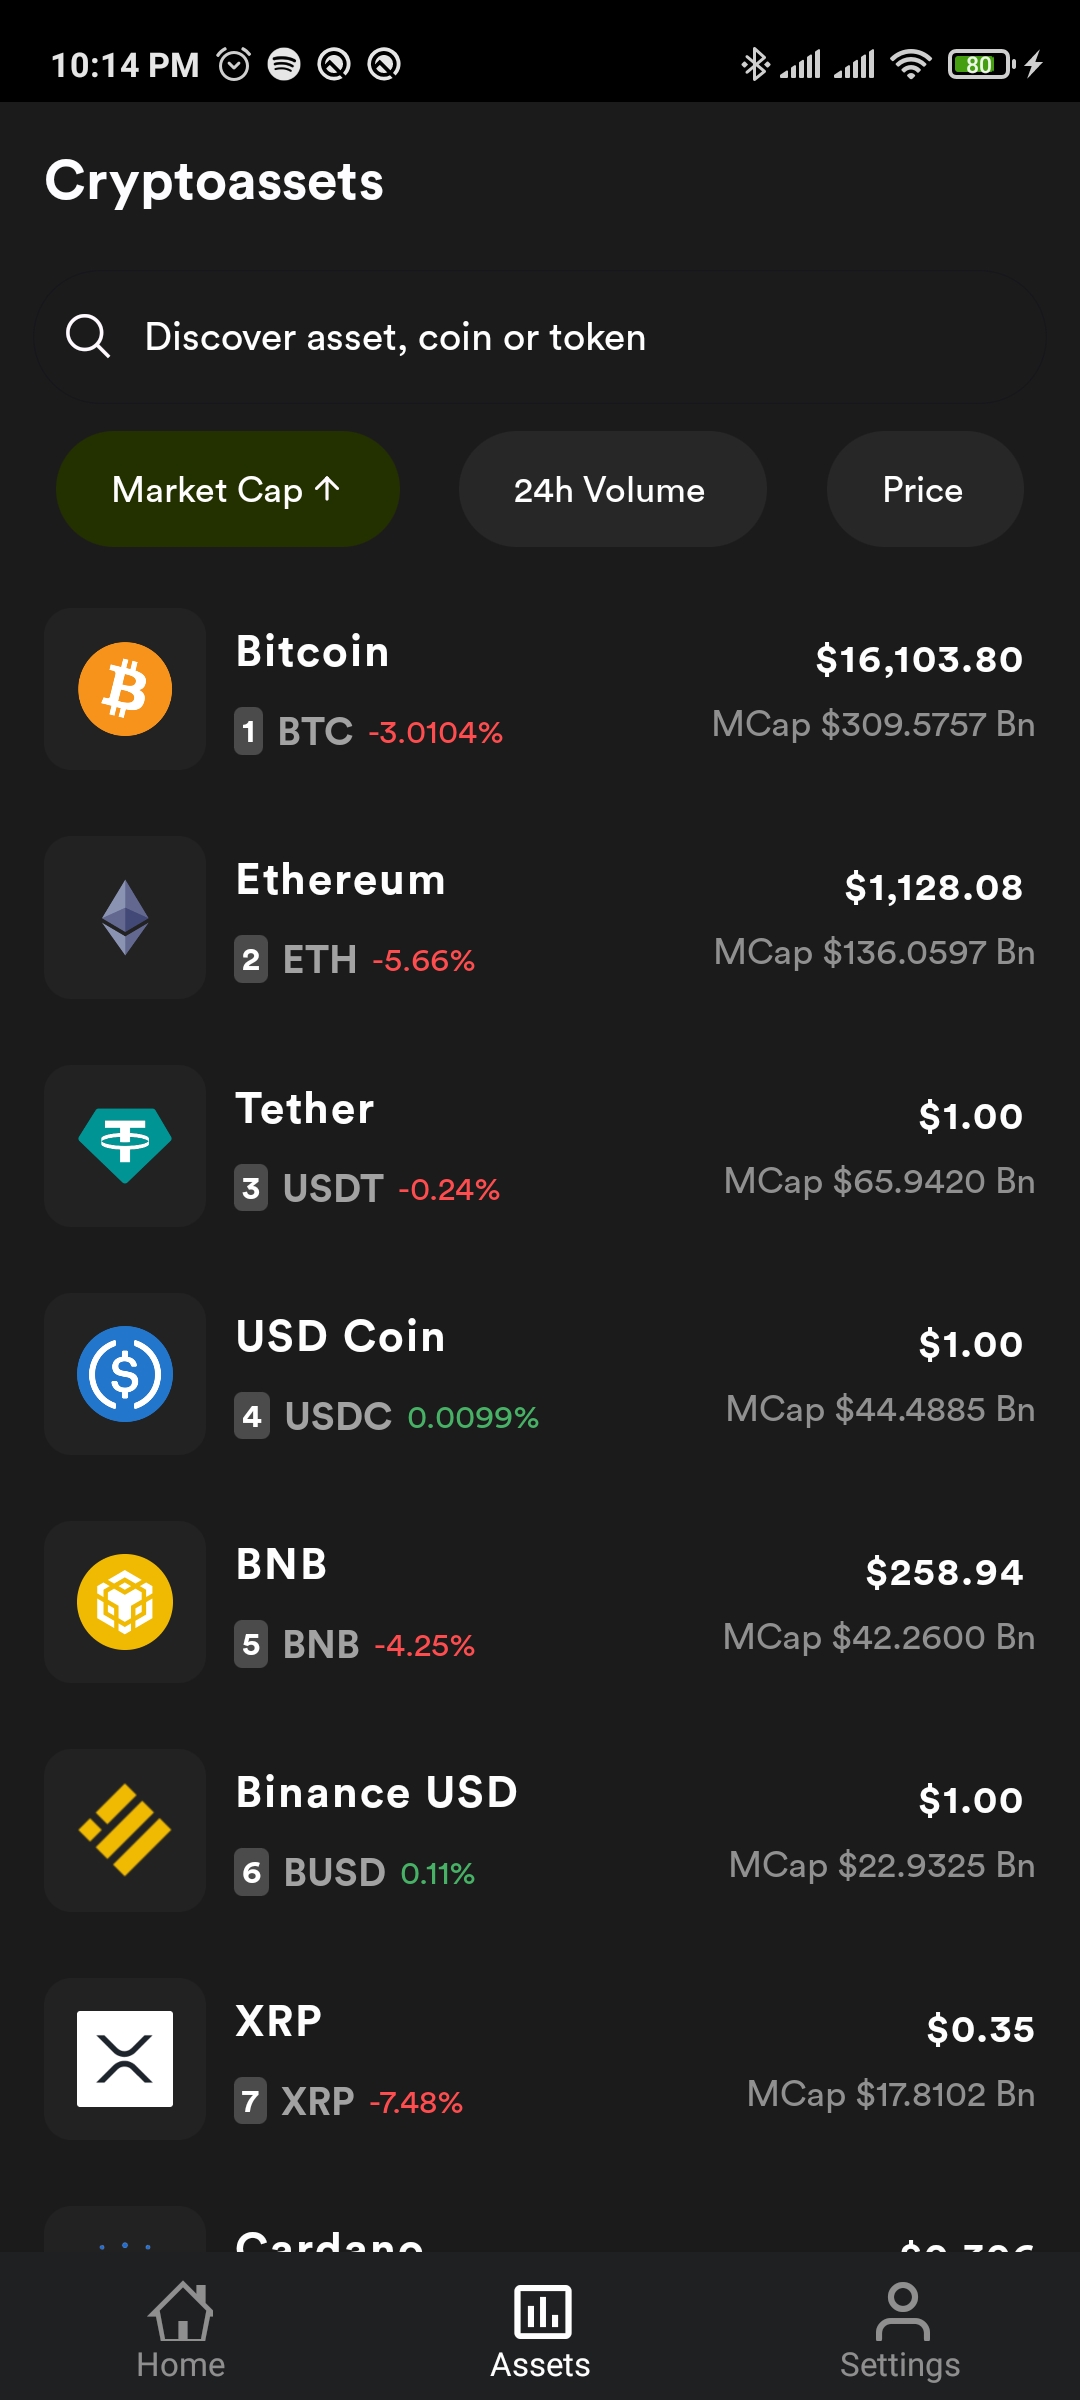 10:14 PM 80
Cryptoassets
Discover asset, coin or token
Market Cap ↑ 24h Volume Price
Bitcoin $16,103.80
1 BTC -3.0104% MCap $309.5757 Bn
Ethereum $1,128.08
2 ETH -5.66% MCap $136.0597 Bn
Tether $1.00
3 USDT -0.24% MCap $65.9420 Bn
USD Coin $1.00
4 USDC 0.0099% MCap $44.4885 Bn
BNB $258.94
5 BNB -4.25% MCap $42.2600 Bn
Binance USD $1.00
6 BUSD 0.11% MCap $22.9325 Bn
XRP $0.35
7 XRP -7.48% MCap $17.8102 Bn
Cardano
Home Assets Settings